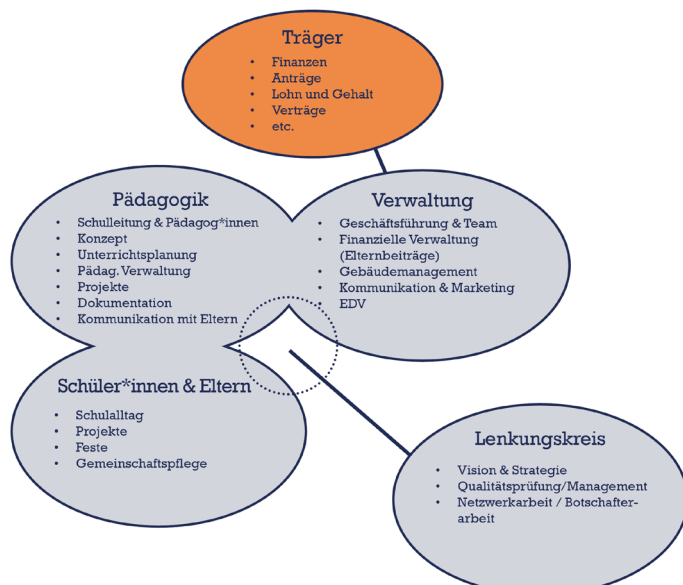 Träger
• Finanzen
• Anträge
• Lohn und Gehalt
• Verträge
• etc.
Pädagogik
• Schulleitung & Pädagog*innen
• Konzept
• Unterrichtsplanung
• Pädag. Verwaltung
• Projekte
• Dokumentation
• Kommunikation mit Eltern
Verwaltung
• Geschäftsführung & Team
• Finanzielle Verwaltung
(Elternbeiträge)
• Gebäudemanagement
• Kommunikation & Marketing
• EDV
Schüler*innen & Eltern
• Schulalltag
• Projekte
• Feste
• Gemeinschaftspflege
Lenkungskreis
• Vision & Strategie
• Qualitätsprüfung/Management
• Netzwerkarbeit / Botschafter-
arbeit